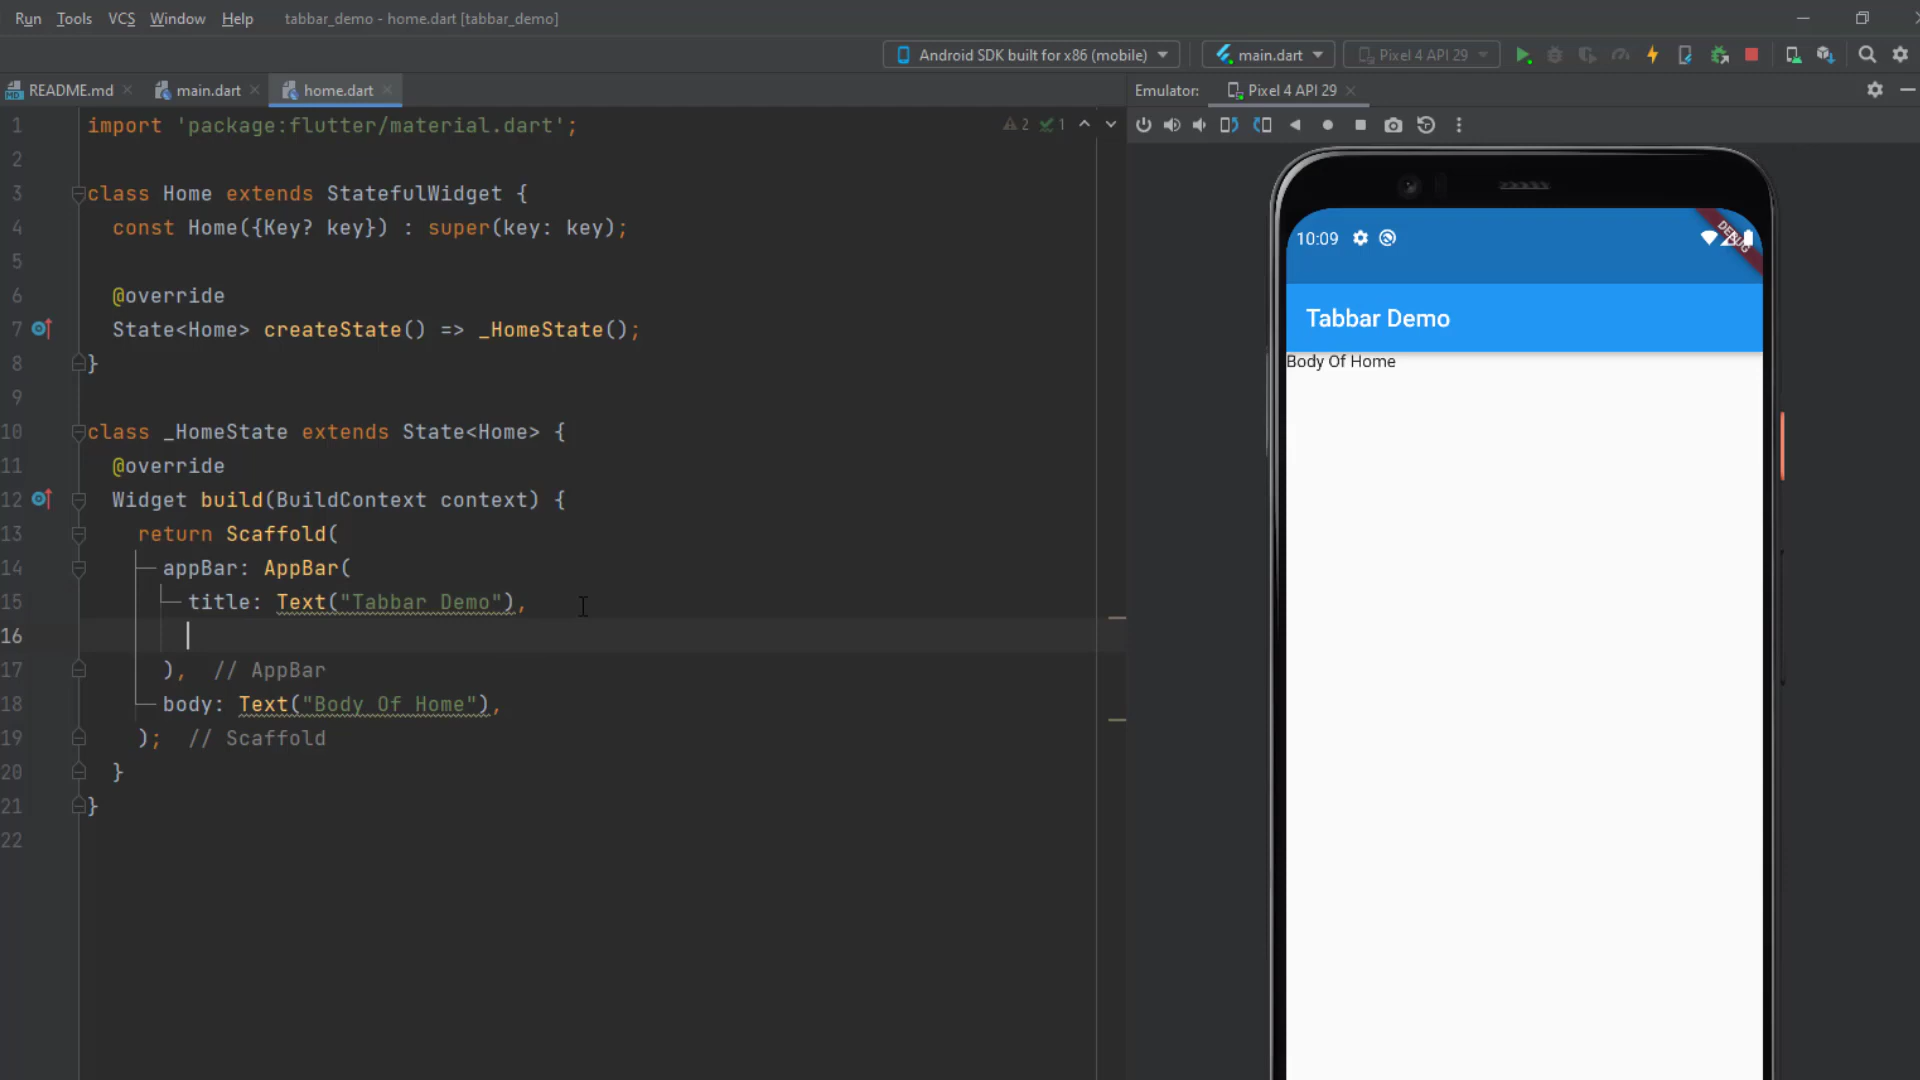 Run Tools VCS Window Help tabbar_demo - home.dart [tabbar_demo]
Android SDK built for x86 (mobile) main.dart Pixel 4 API 29
README.md main.dart home.dart Emulator: Pixel 4 API 29
1 import 'package:flutter/material.dart'; 2 1
2
3 class Home extends StatefulWidget {
4 const Home({Key? key}) : super(key: key);
5
6 @override
7 State<Home> createState() => _HomeState();
8 }
9
10 class _HomeState extends State<Home> {
11 @override
12 Widget build(BuildContext context) {
13 return Scaffold(
14 appBar: AppBar(
15 title: Text("Tabbar Demo"),
16
17 ), // AppBar
18 body: Text("Body Of Home"),
19 ); // Scaffold
20 }
21 }
22
10:09
DEBUG
Tabbar Demo
Body Of Home